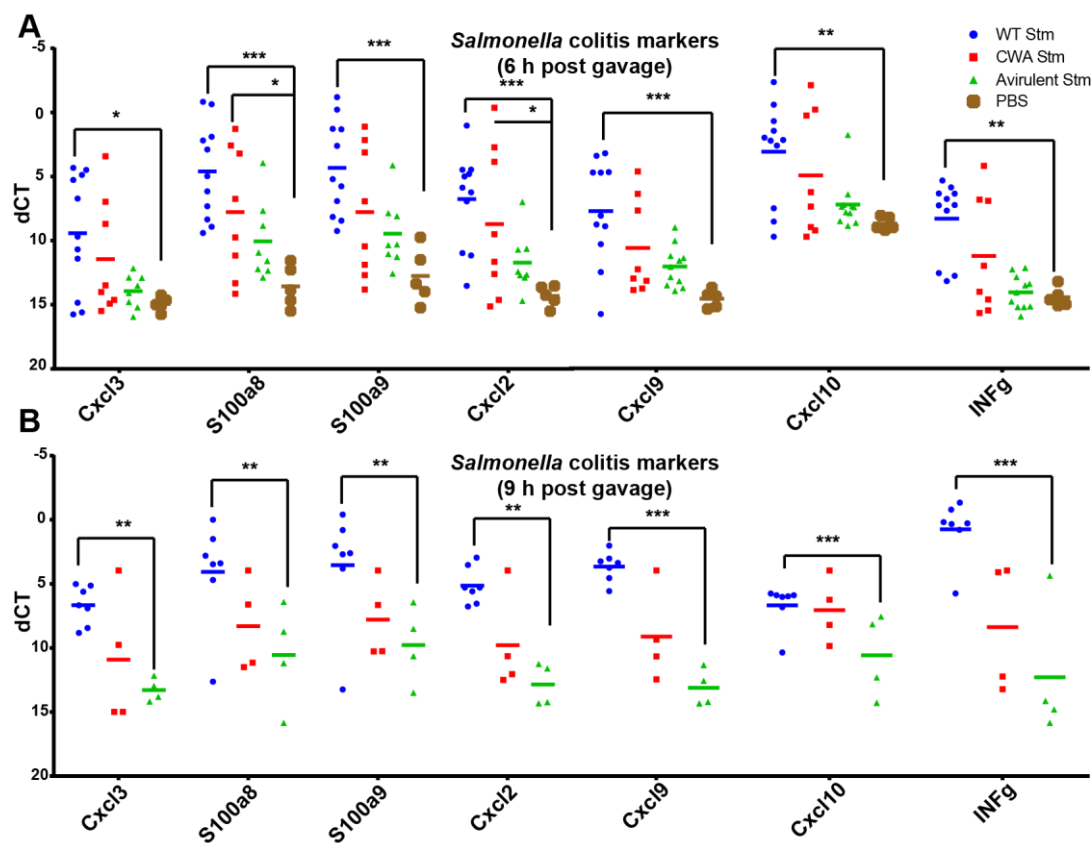 A
Salmonella colitis markers
(6 h post gavage)
WT Stm
CWA Stm
Avirulent Stm
PBS
-5
0
5
10
15
20
dCT
*
***
*
***
***
*
***
**
**
Cxcl3
S100a8
S100a9
Cxcl2
Cxcl9
Cxcl10
INFg
B
Salmonella colitis markers
(9 h post gavage)
-5
0
5
10
15
20
dCT
**
**
**
**
***
***
***
Cxcl3
S100a8
S100a9
Cxcl2
Cxcl9
Cxcl10
INFg